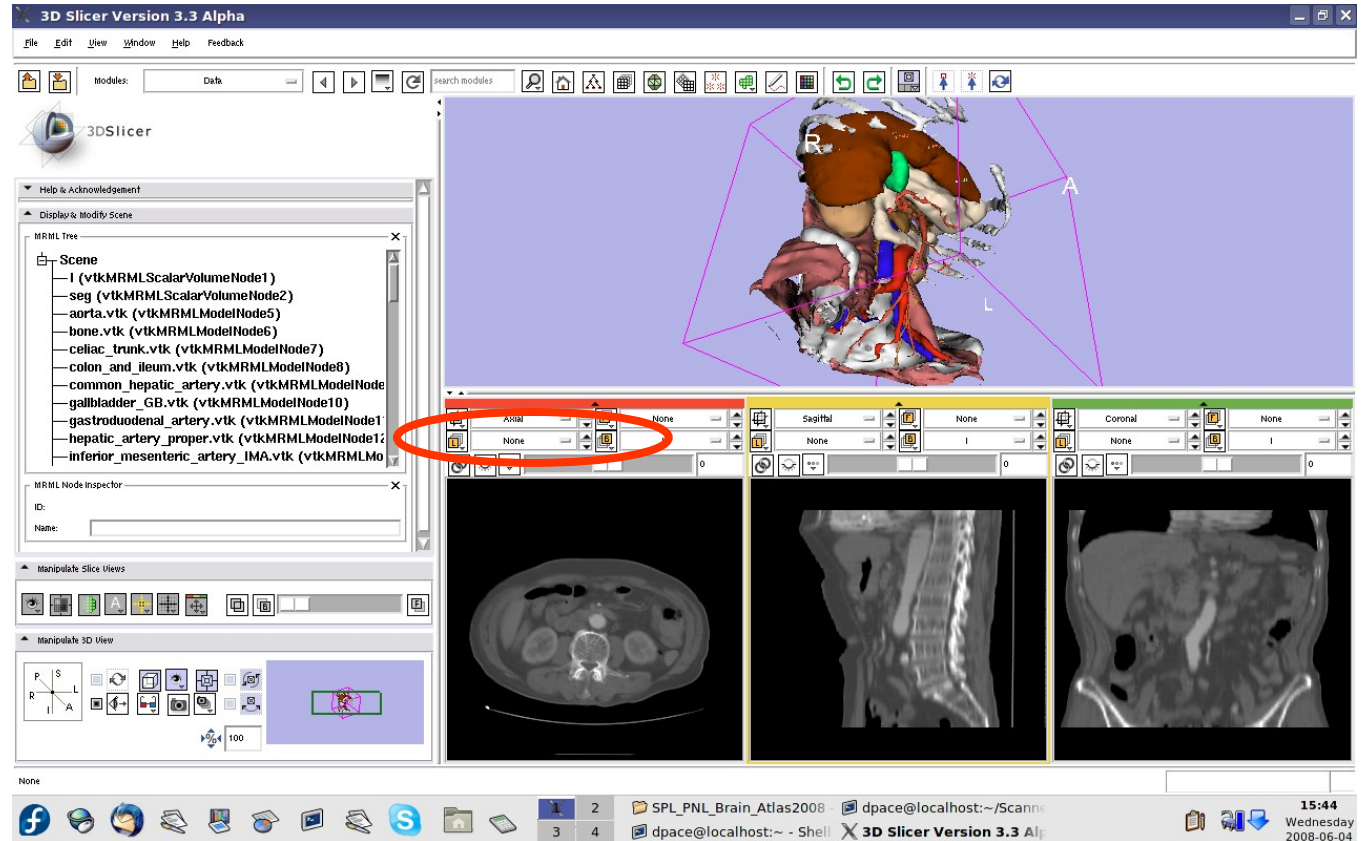 3D Slicer Version 3.3 Alpha
File Edit View Window Help Feedback
Modules: Data search modules
3DSlicer
Help & Acknowledgement
Display & Modify Scene
MRML Tree
Scene
I (vtkMRMLScalarVolumeNode1)
seg (vtkMRMLScalarVolumeNode2)
aorta.vtk (vtkMRMLModelNode5)
bone.vtk (vtkMRMLModelNode6)
celiac_trunk.vtk (vtkMRMLModelNode7)
colon_and_ileum.vtk (vtkMRMLModelNode8)
common_hepatic_artery.vtk (vtkMRMLModelNode
gallbladder_GB.vtk (vtkMRMLModelNode10)
gastroduodenal_artery.vtk (vtkMRMLModelNode1
hepatic_artery_proper.vtk (vtkMRMLModelNode12
inferior_mesenteric_artery_IMA.vtk (vtkMRMLMo
MRML Node Inspector
ID:
Name:
Manipulate Slice Views
A B F
Manipulate 3D View
P S
R L
I A
% 100
R
A
L
Axial F None
L None B
0
Sagittal F None
L None B I
0
Coronal F None
L None B I
0
None
1 2 SPL_PNL_Brain_Atlas2008 - dpace@localhost:~/Scanne
3 4 dpace@localhost:~ - Shell 3D Slicer Version 3.3 Alp
15:44
Wednesday
2008-06-04